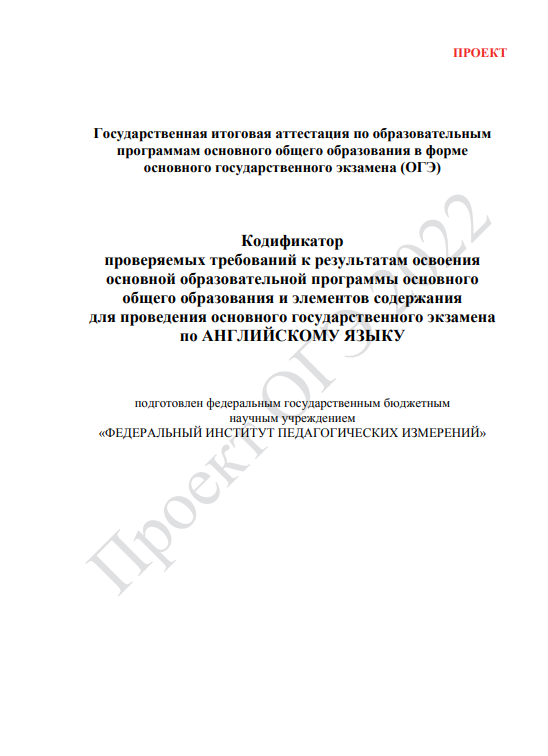 ПРОЕКТ
Государственная итоговая аттестация по образовательным
программам основного общего образования в форме
основного государственного экзамена (ОГЭ)
Кодификатор
проверяемых требований к результатам освоения
основной образовательной программы основного
общего образования и элементов содержания
для проведения основного государственного экзамена
по АНГЛИЙСКОМУ ЯЗЫКУ
подготовлен федеральным государственным бюджетным
научным учреждением
«ФЕДЕРАЛЬНЫЙ ИНСТИТУТ ПЕДАГОГИЧЕСКИХ ИЗМЕРЕНИЙ»
Проект ОГЭ 2022